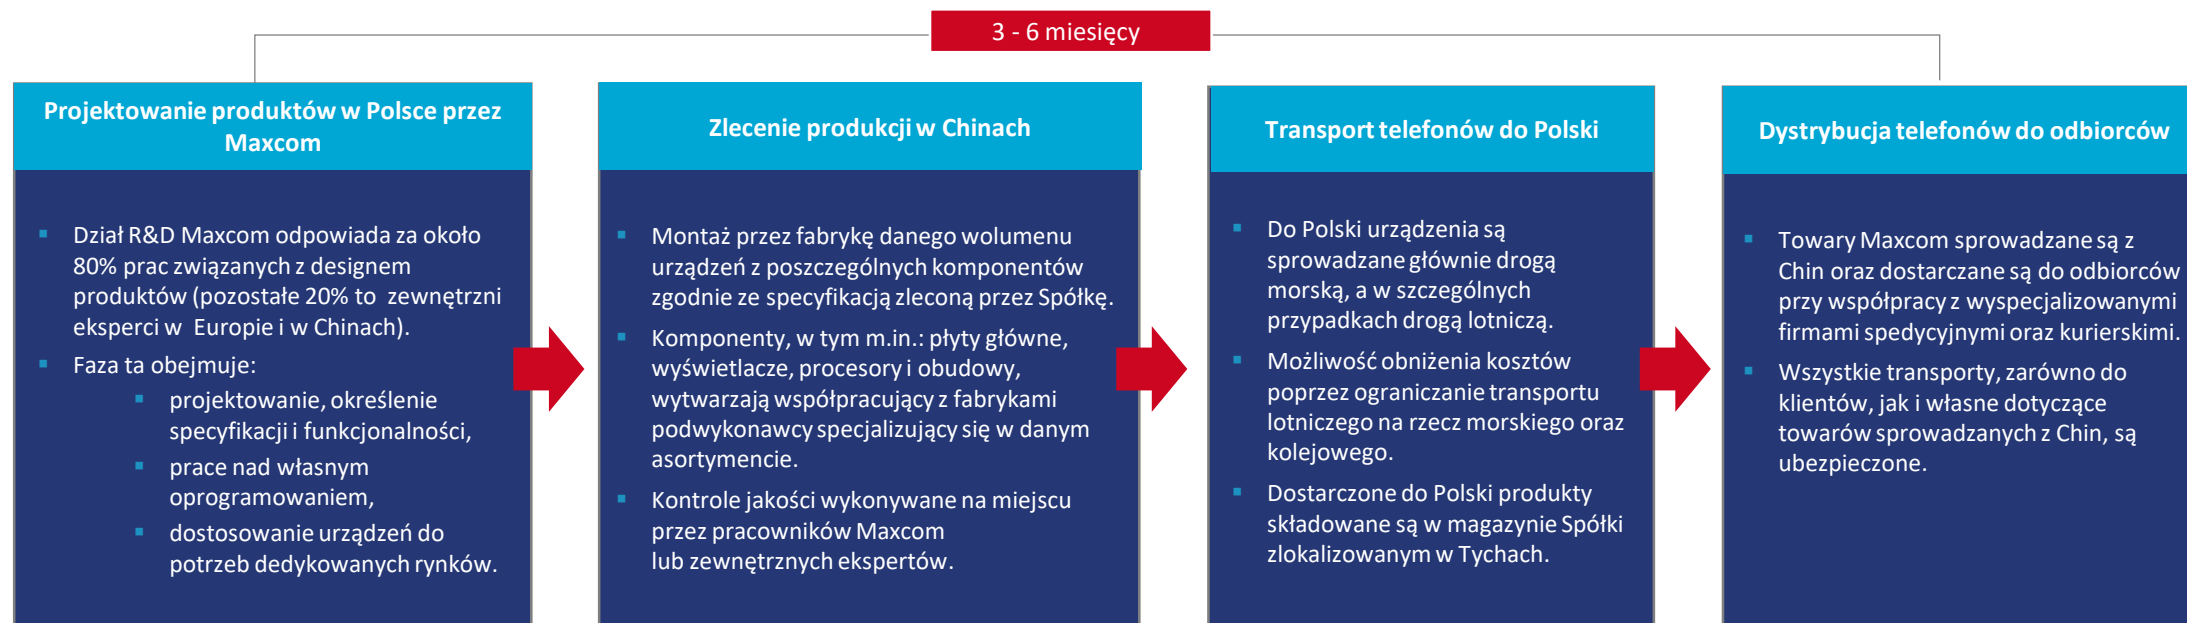 3 - 6 miesięcy
Projektowanie produktów w Polsce przez
Maxcom
Dział R&D Maxcom odpowiada za około
80% prac związanych z designem
produktów (pozostałe 20% to zewnętrzni
eksperci w Europie i w Chinach).
Faza ta obejmuje:
projektowanie, określenie
specyfikacji i funkcjonalności,
prace nad własnym
oprogramowaniem,
dostosowanie urządzeń do
potrzeb dedykowanych rynków.
Zlecenie produkcji w Chinach
Montaż przez fabrykę danego wolumenu
urządzeń z poszczególnych komponentów
zgodnie ze specyfikacją zleconą przez Spółkę.
Komponenty, w tym m.in.: płyty główne,
wyświetlacze, procesory i obudowy,
wytwarzają współpracujący z fabrykami
podwykonawcy specjalizujący się w danym
asortymencie.
Kontrole jakości wykonywane na miejscu
przez pracowników Maxcom
lub zewnętrznych ekspertów.
Transport telefonów do Polski
Do Polski urządzenia są
sprowadzane głównie drogą
morską, a w szczególnych
przypadkach drogą lotniczą.
Możliwość obniżenia kosztów
poprzez ograniczanie transportu
lotniczego na rzecz morskiego oraz
kolejowego.
Dostarczone do Polski produkty
składowane są w magazynie Spółki
zlokalizowanym w Tychach.
Dystrybucja telefonów do odbiorców
Towary Maxcom sprowadzane są z
Chin oraz dostarczane są do odbiorców
przy współpracy z wyspecjalizowanymi
firmami spedycyjnymi oraz kurierskimi.
Wszystkie transporty, zarówno do
klientów, jak i własne dotyczące
towarów sprowadzanych z Chin, są
ubezpieczone.